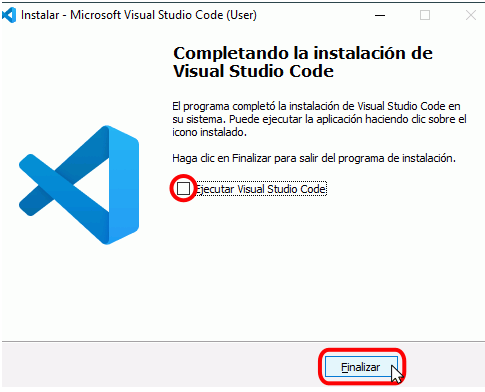 Instalar - Microsoft Visual Studio Code (User)
Completando la instalación de
Visual Studio Code
El programa completó la instalación de Visual Studio Code en
su sistema. Puede ejecutar la aplicación haciendo clic sobre el
icono instalado.
Haga clic en Finalizar para salir del programa de instalación.
Ejecutar Visual Studio Code
Finalizar